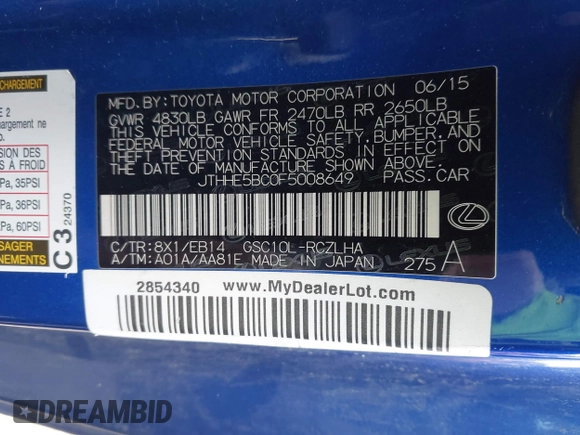 CHARGEMENT
E 2
hargement ne
o.
SION DES
S À FROID
Pa, 35PSI
Pa, 36PSI
Pa, 60PSI
SAGER
NEMENTS
C3
24370
MFD. BY: TOYOTA MOTOR CORPORATION 06/15
GVWR 4830LB GAWR FR 2470LB RR 2650LB
THIS VEHICLE CONFORMS TO ALL APPLICABLE
FEDERAL MOTOR VEHICLE SAFETY, BUMPER, AND
THEFT PREVENTION STANDARDS IN EFFECT ON
THE DATE OF MANUFACTURE SHOWN ABOVE.
JTHHE5BC0F5008649 PASS. CAR
C/TR: 8X1/EB14 GSC10L-RCZLHA
A/TM: A01A/AA81E MADE IN JAPAN 275 A
2854340 www.MyDealerLot.com
DREAMBID